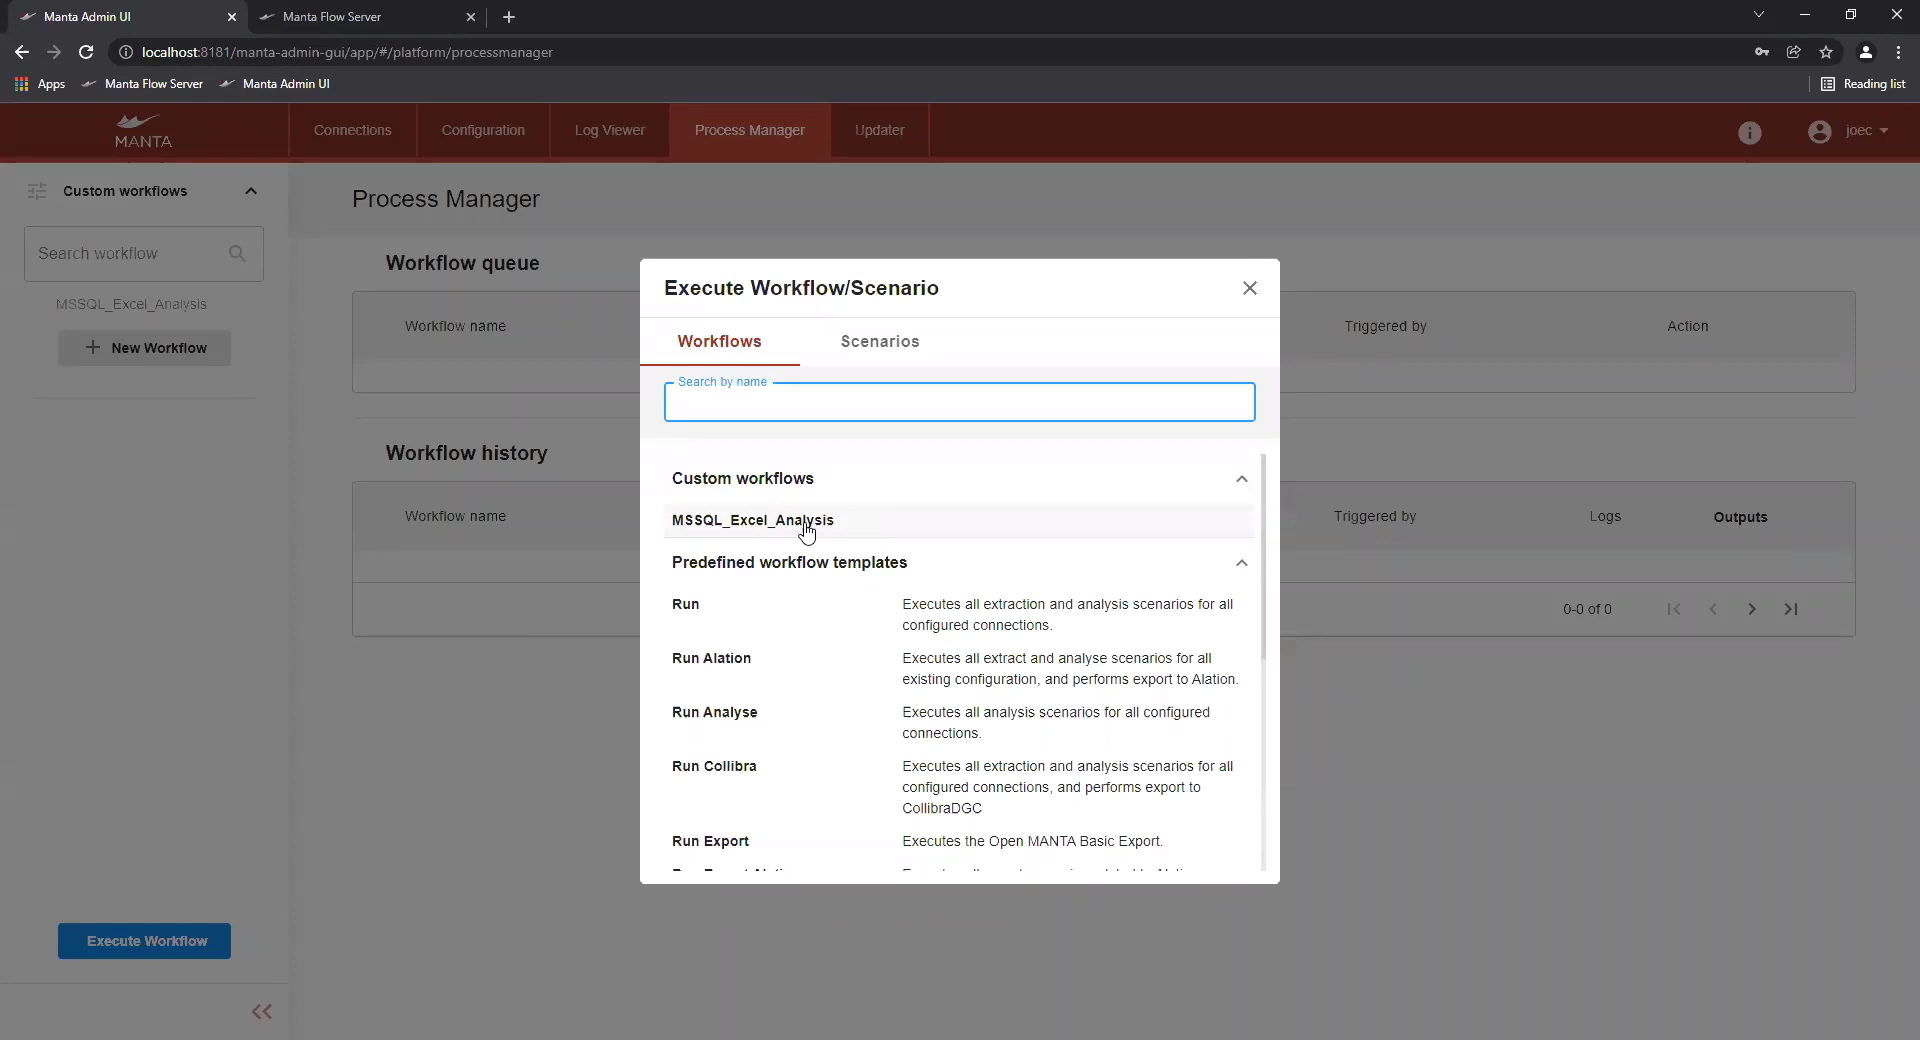 Manta Admin UI
Manta Flow Server
localhost:8181/manta-admin-gui/app/#/platform/processmanager
Apps
Manta Flow Server
Manta Admin UI
Reading list
MANTA
Connections
Configuration
Log Viewer
Process Manager
Updater
joec
Custom workflows
Search workflow
MSSQL_Excel_Analysis
New Workflow
Execute Workflow
Process Manager
Workflow queue
Workflow name
Triggered by
Action
Workflow history
Workflow name
Triggered by
Logs
Outputs
0-0 of 0
Execute Workflow/Scenario
Workflows
Scenarios
Search by name
Custom workflows
MSSQL_Excel_Analysis
Predefined workflow templates
Run
Executes all extraction and analysis scenarios for all
configured connections.
Run Alation
Executes all extract and analyse scenarios for all
existing configuration, and performs export to Alation.
Run Analyse
Executes all analysis scenarios for all configured
connections.
Run Collibra
Executes all extraction and analysis scenarios for all
configured connections, and performs export to
CollibraDGC
Run Export
Executes the Open MANTA Basic Export.